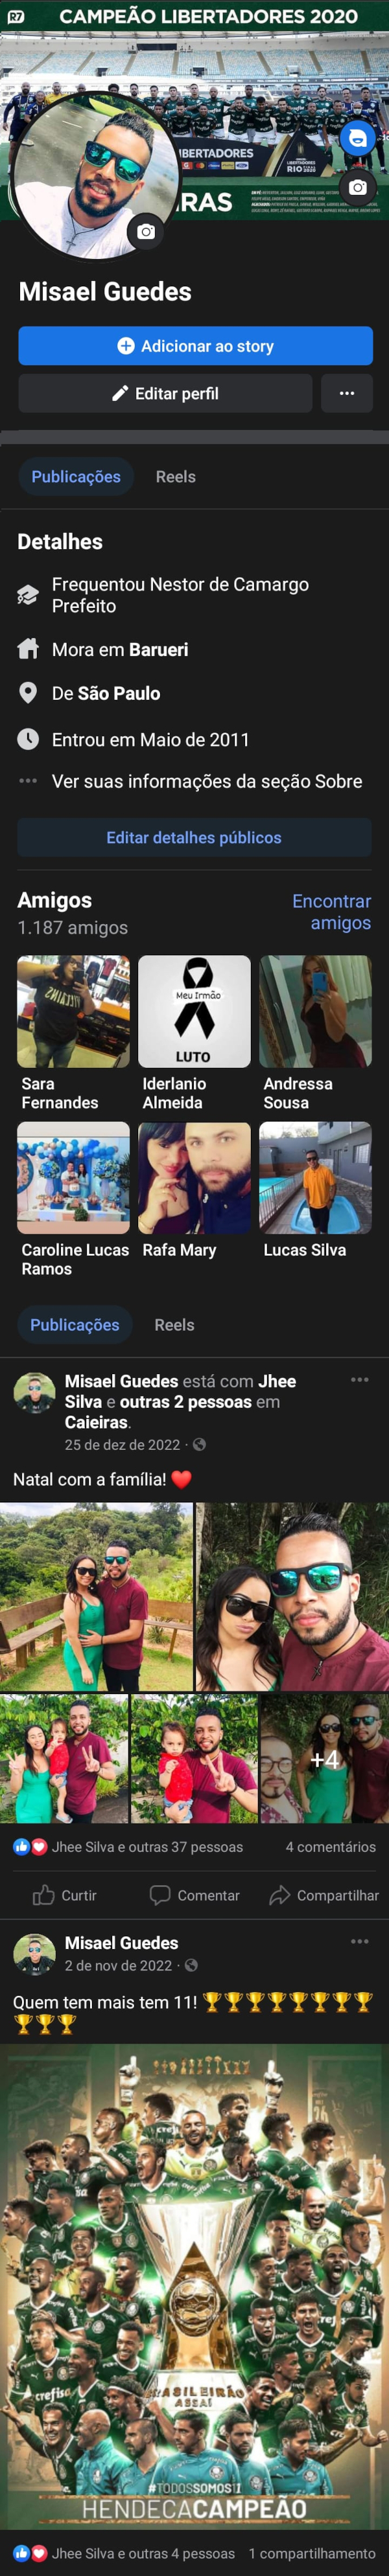 R7
CAMPEÃO LIBERTADORES 2020
IBERTADORES
RIO
RAS
Misael Guedes
Adicionar ao story
Editar perfil
Publicações Reels
Detalhes
Frequentou Nestor de Camargo
Prefeito
Mora em Barueri
De São Paulo
Entrou em Maio de 2011
Ver suas informações da seção Sobre
Editar detalhes públicos
Amigos
Encontrar
amigos
1.187 amigos
Meu Irmão
LUTO
Sara
Fernandes
Iderlanio
Almeida
Andressa
Sousa
Caroline Lucas
Ramos
Rafa Mary
Lucas Silva
Publicações Reels
Misael Guedes está com Jhee
Silva e outras 2 pessoas em
Caieiras.
25 de dez de 2022 ·
Natal com a família! ❤️
+4
Jhee Silva e outras 37 pessoas 4 comentários
Curtir Comentar Compartilhar
Misael Guedes
2 de nov de 2022 ·
Quem tem mais tem 11! 🏆🏆🏆🏆🏆🏆🏆🏆
🏆🏆🏆
crefisa
BRASILEIRÃO
ASSAÍ
#TODOSSOMOS1
HENDECACAMPEÃO
Jhee Silva e outras 4 pessoas 1 compartilhamento